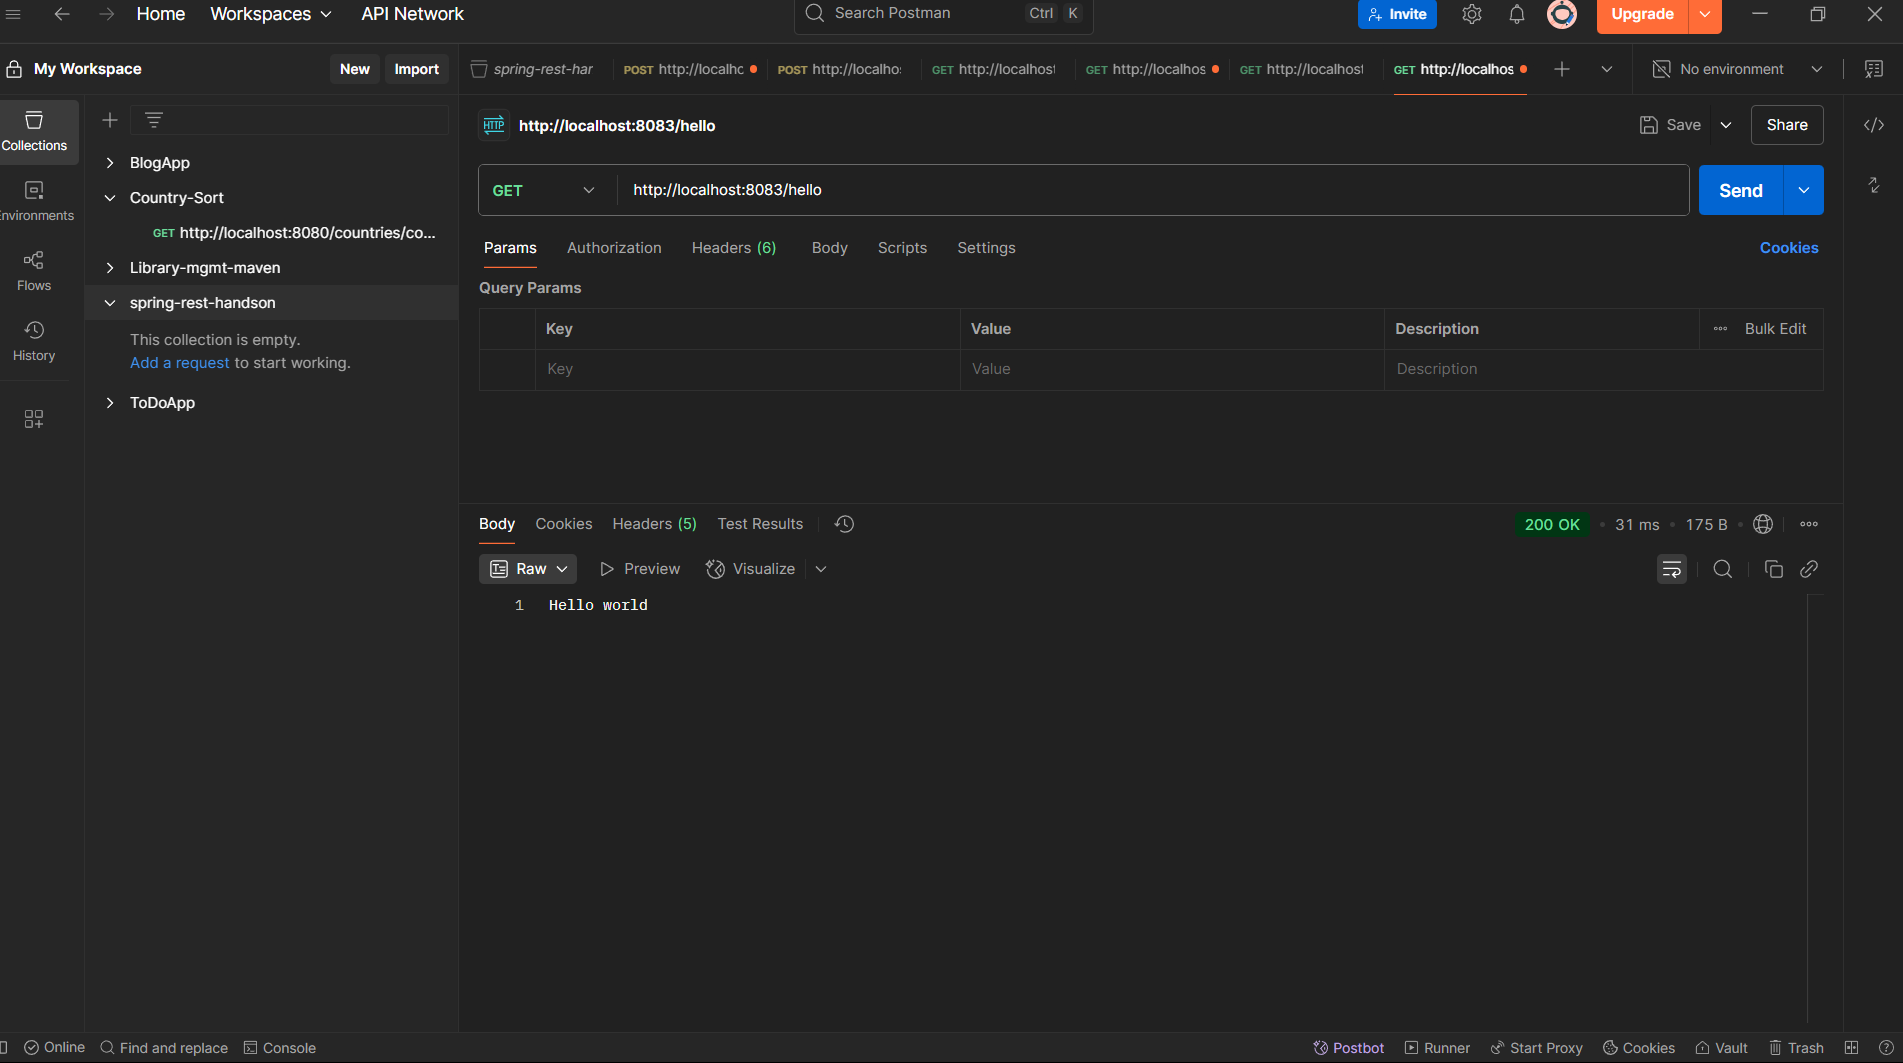 Home Workspaces API Network Search Postman Ctrl K Invite Upgrade
My Workspace New Import spring-rest-har POST http://localhc POST http://localho GET http://localhost GET http://localhos GET http://localhost GET http://localhos No environment
Collections
Environments
Flows
History
BlogApp
Country-Sort
GET http://localhost:8080/countries/co...
Library-mgmt-maven
spring-rest-handson
This collection is empty.
Add a request to start working.
ToDoApp
HTTP http://localhost:8083/hello Save Share
GET http://localhost:8083/hello Send
Params Authorization Headers (6) Body Scripts Settings Cookies
Query Params
Key Value Description Bulk Edit
Key Value Description
Body Cookies Headers (5) Test Results 200 OK • 31 ms • 175 B •
Raw Preview Visualize
1 Hello world
Online Find and replace Console Postbot Runner Start Proxy Cookies Vault Trash